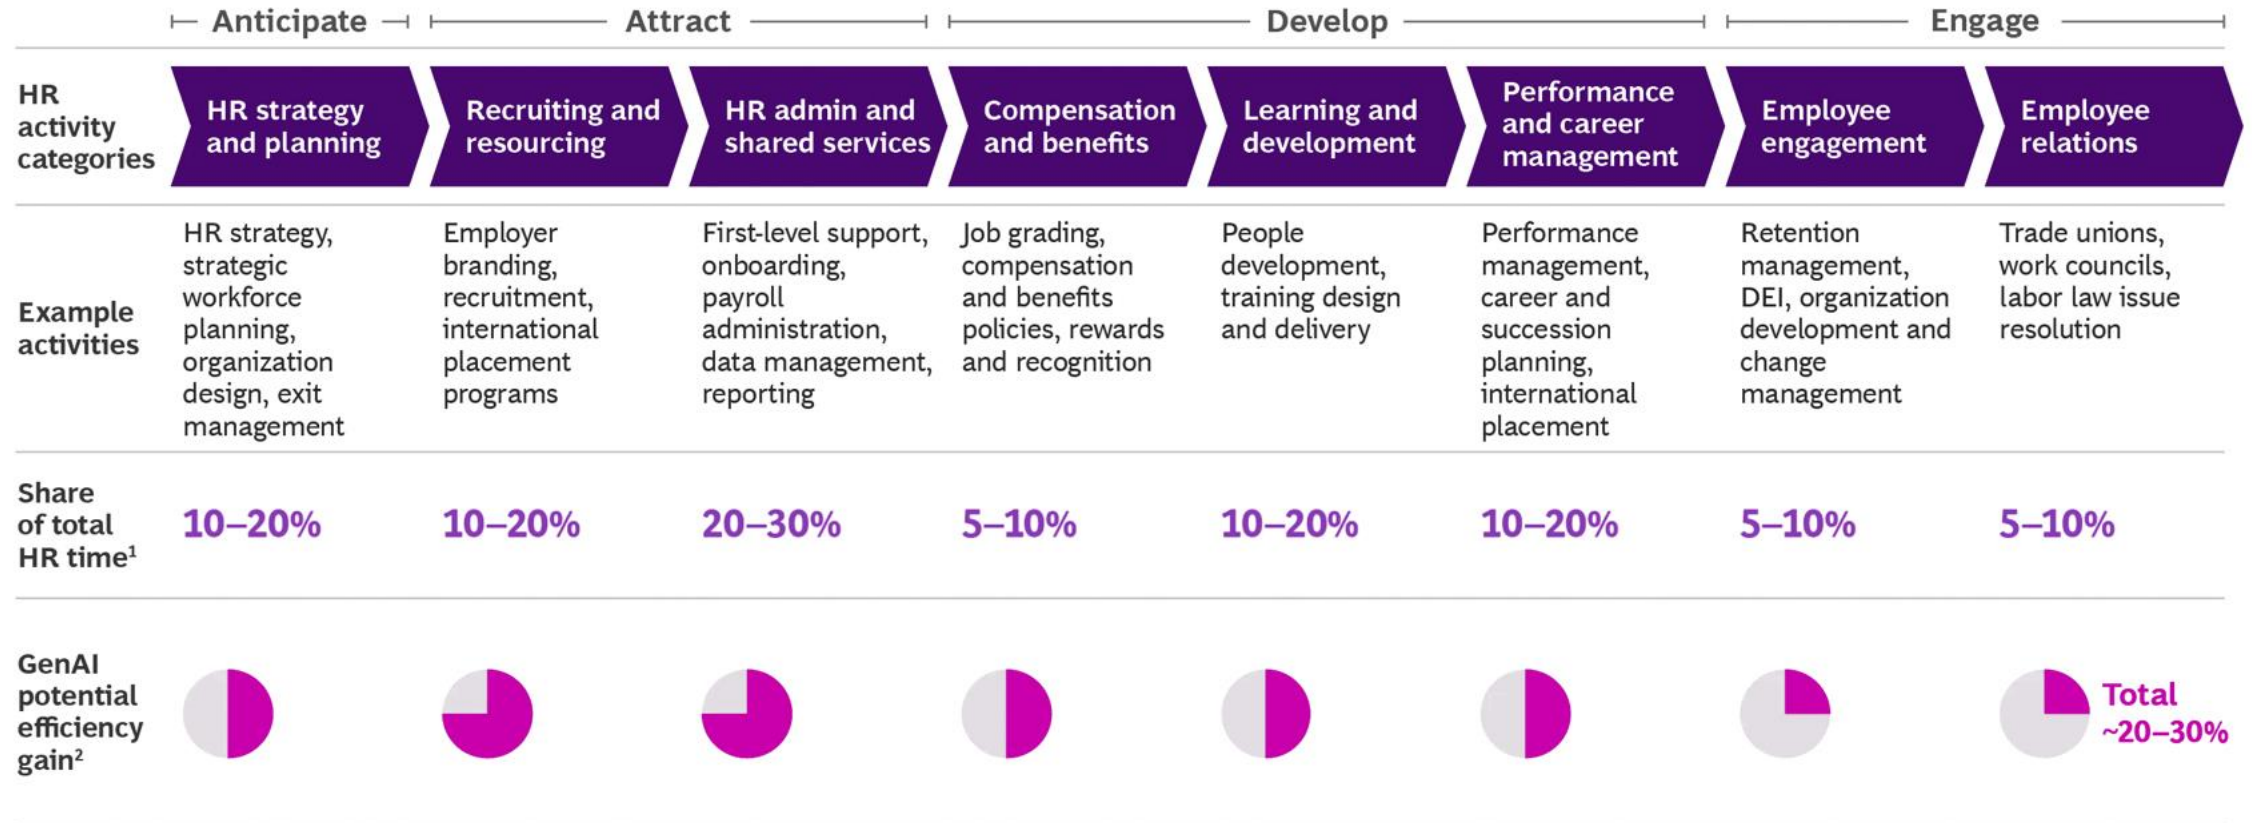 Anticipate
Attract
Develop
Engage
HR
activity
categories
HR strategy
and planning
Recruiting and
resourcing
HR admin and
shared services
Compensation
and benefits
Learning and
development
Performance
and career
management
Employee
engagement
Employee
relations
Example
activities
HR strategy,
strategic
workforce
planning,
organization
design, exit
management
Employer
branding,
recruitment,
international
placement
programs
First-level support,
onboarding,
payroll
administration,
data management,
reporting
Job grading,
compensation
and benefits
policies, rewards
and recognition
People
development,
training design
and delivery
Performance
management,
career and
succession
planning,
international
placement
Retention
management,
DEI, organization
development and
change
management
Trade unions,
work councils,
labor law issue
resolution
Share
of total
HR time¹
10–20%
10–20%
20–30%
5–10%
10–20%
10–20%
5–10%
5–10%
GenAI
potential
efficiency
gain²
Total
~20–30%